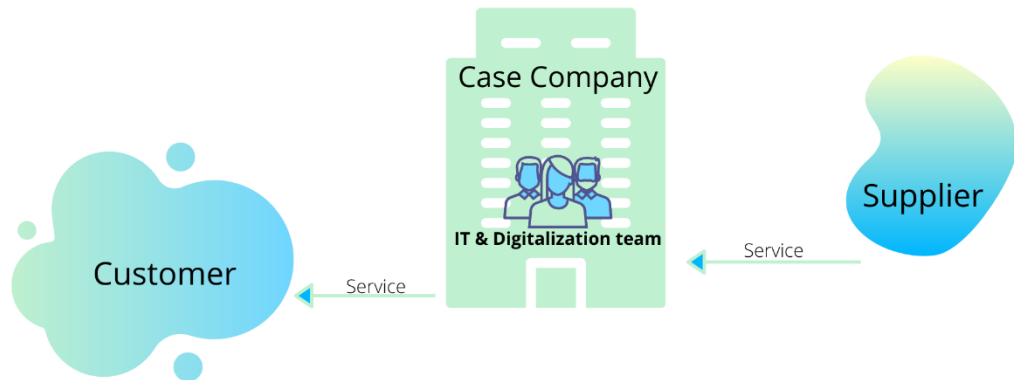 Case Company
IT & Digitalization team
Supplier
Service
Customer
Service